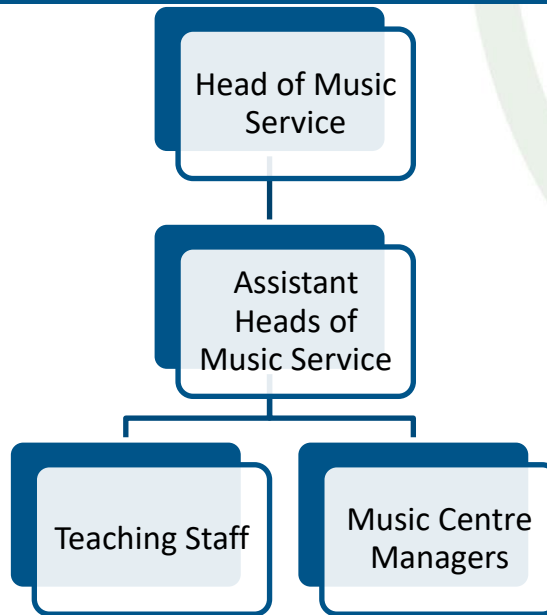 Head of Music
Service
Assistant
Heads of
Music Service
Teaching Staff
Music Centre
Managers